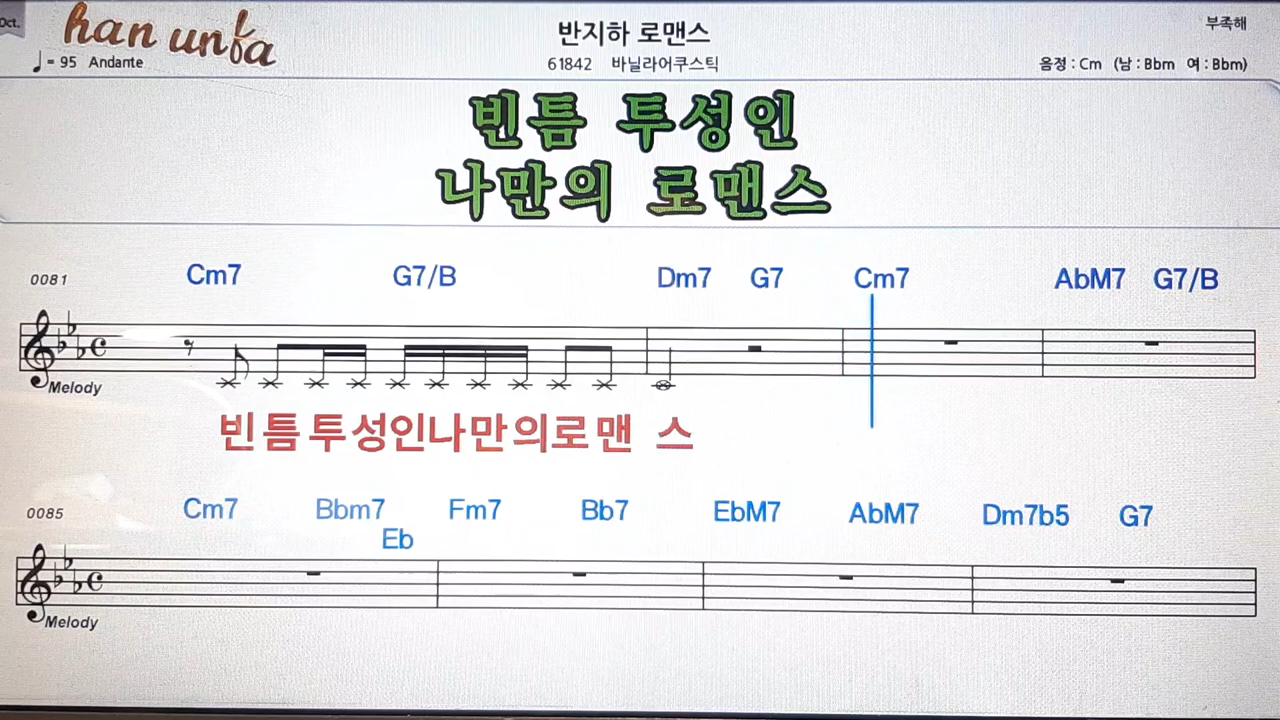 Oct.
han unfa
= 95 Andante
반지하 로맨스
61842 바닐라어쿠스틱
부족해
음정 : Cm (남 : Bbm 여 : Bbm)
빈틈 투성인
나만의 로맨스
0081 Cm7 G7/B Dm7 G7 Cm7 AbM7 G7/B
Melody
빈틈투성인나만의로맨 스
0085 Cm7 Bbm7 Fm7 Bb7 EbM7 AbM7 Dm7b5 G7
Eb
Melody